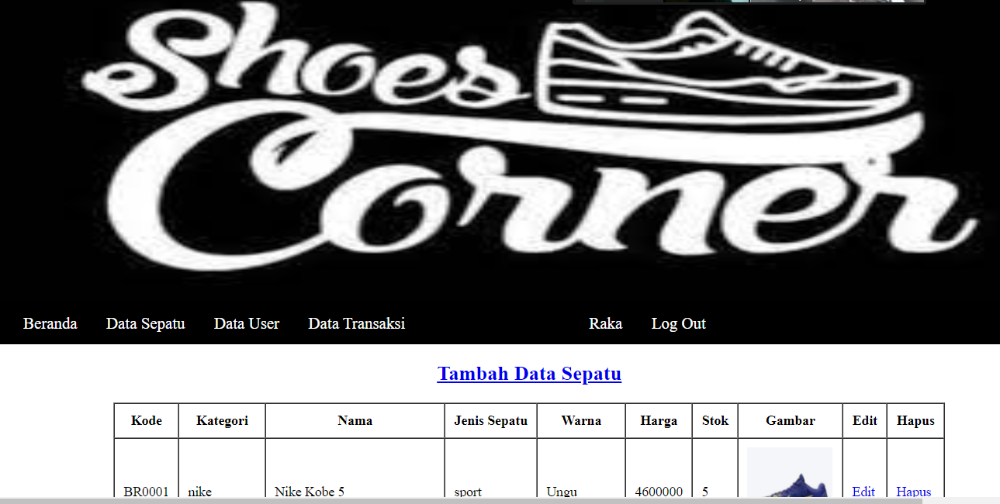 Shoes
Corner
Beranda Data Sepatu Data User Data Transaksi Raka Log Out
Tambah Data Sepatu
Kode Kategori Nama Jenis Sepatu Warna Harga Stok Gambar Edit Hapus
BR0001 nike Nike Kobe 5 sport Ungu 4600000 5 Edit Hapus